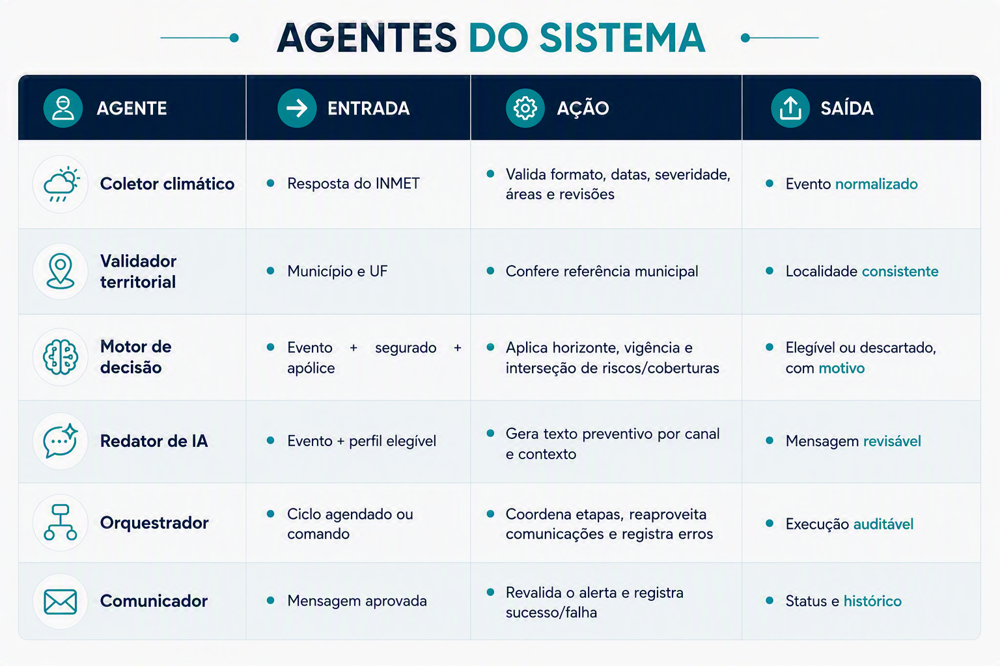 AGENTES DO SISTEMA
AGENTE
ENTRADA
AÇÃO
SAÍDA
Coletor climático
Resposta do INMET
Valida formato, datas, severidade,
áreas e revisões
Evento normalizado
Validador
territorial
Município e UF
Confere referência municipal
Localidade consistente
Motor de
decisão
Evento + segurado +
apólice
Aplica horizonte, vigência e
interseção de riscos/coberturas
Elegível ou descartado,
com motivo
Redator de IA
Evento + perfil elegível
Gera texto preventivo por canal
e contexto
Mensagem revisável
Orquestrador
Ciclo agendado ou
comando
Coordena etapas, reaproveita
comunicações e registra erros
Execução auditável
Comunicador
Mensagem aprovada
Revalida o alerta e registra
sucesso/falha
Status e histórico